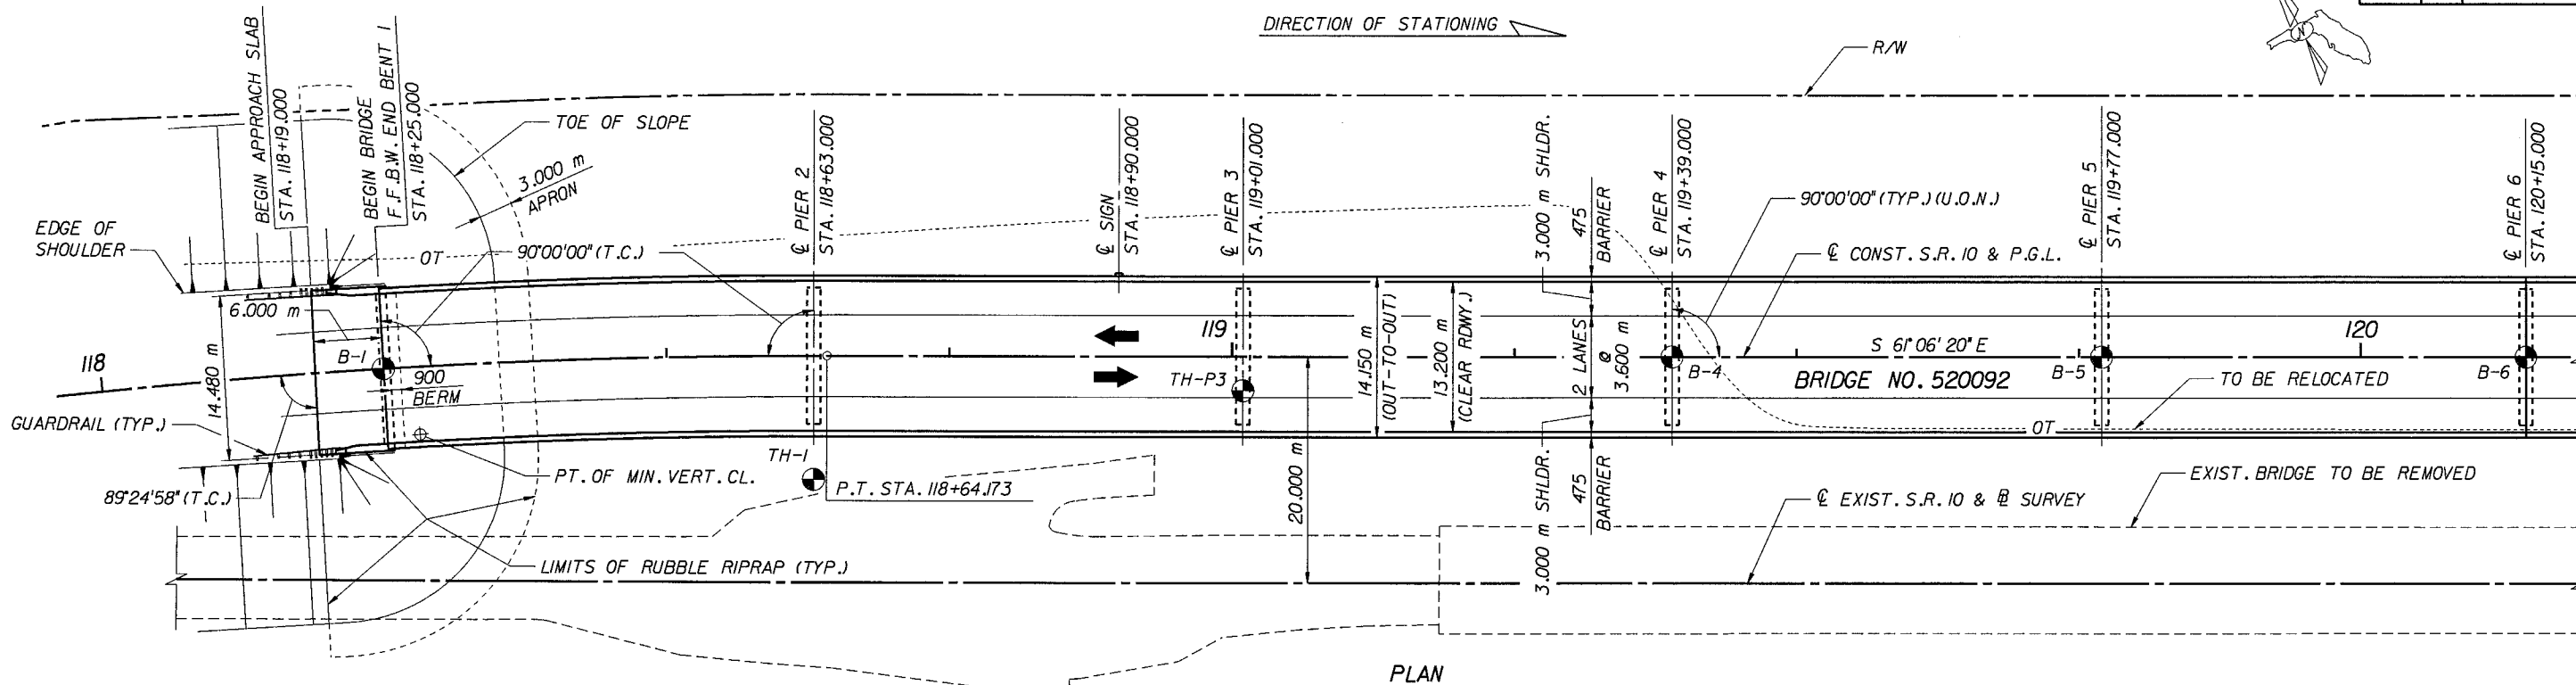 DIRECTION OF STATIONING
N
R/W
BEGIN APPROACH SLAB
STA. 118+19.000
BEGIN BRIDGE
F.F.B.W. END BENT 1
STA. 118+25.000
TOE OF SLOPE
3.000 m
APRON
℄ PIER 2
STA. 118+63.000
℄ SIGN
STA. 118+90.000
℄ PIER 3
STA. 119+01.000
3.000 m SHLDR.
475
BARRIER
℄ PIER 4
STA. 119+39.000
90°00'00" (TYP.) (U.O.N.)
℄ PIER 5
STA. 119+77.000
℄ PIER 6
STA. 120+15.000
EDGE OF
SHOULDER
OT
90°00'00" (T.C.)
℄ CONST. S.R. 10 & P.G.L.
6.000 m
118
14.480 m
B-1
900
BERM
119
TH-P3
14.150 m
(OUT-TO-OUT)
13.200 m
(CLEAR RDWY.)
2 LANES
@
3.600 m
B-4
S 61°06'20" E
BRIDGE NO. 520092
B-5
120
TO BE RELOCATED
B-6
GUARDRAIL (TYP.)
OT
89°24'58" (T.C.)
PT. OF MIN. VERT. CL.
TH-1
P.T. STA. 118+64.173
20.000 m
3.000 m SHLDR.
475
BARRIER
EXIST. BRIDGE TO BE REMOVED
℄ EXIST. S.R. 10 & BL SURVEY
LIMITS OF RUBBLE RIPRAP (TYP.)
PLAN